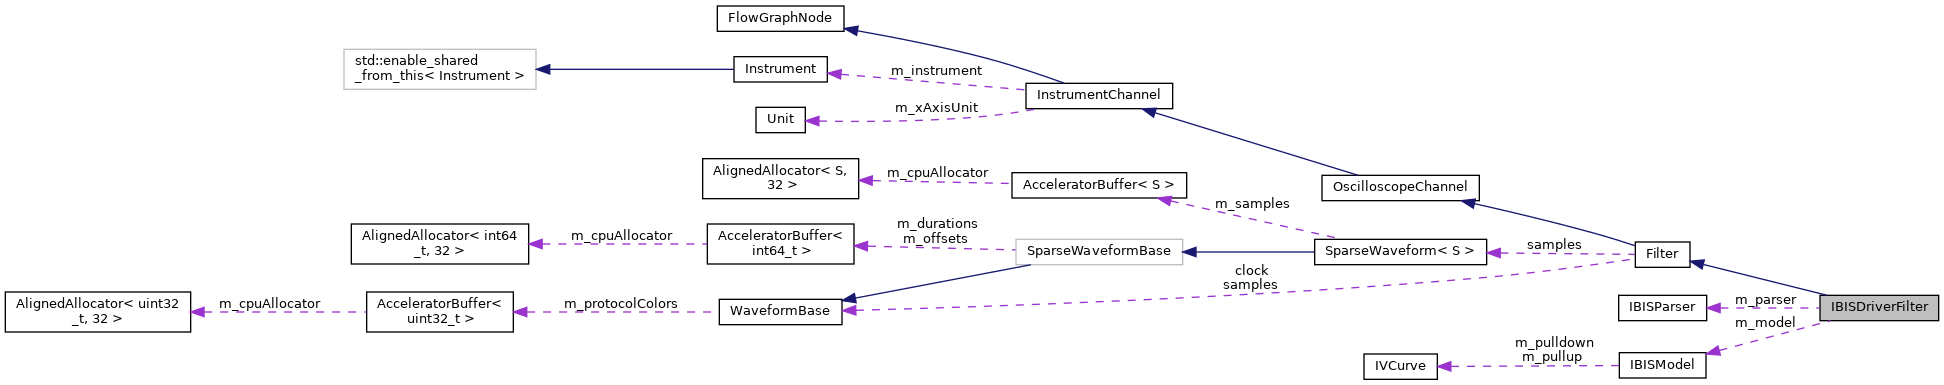 FlowGraphNode
std::enable_shared
_from_this< Instrument >
Instrument
m_instrument
InstrumentChannel
m_xAxisUnit
Unit
AlignedAllocator< S,
32 >
m_cpuAllocator
AcceleratorBuffer< S >
OscilloscopeChannel
m_samples
AlignedAllocator< int64
_t, 32 >
m_cpuAllocator
AcceleratorBuffer<
int64_t >
m_durations
m_offsets
SparseWaveformBase
SparseWaveform< S >
samples
Filter
clock
samples
AlignedAllocator< uint32
_t, 32 >
m_cpuAllocator
AcceleratorBuffer<
uint32_t >
m_protocolColors
WaveformBase
IBISParser
m_parser
IBISDriverFilter
m_model
IVCurve
m_pulldown
m_pullup
IBISModel